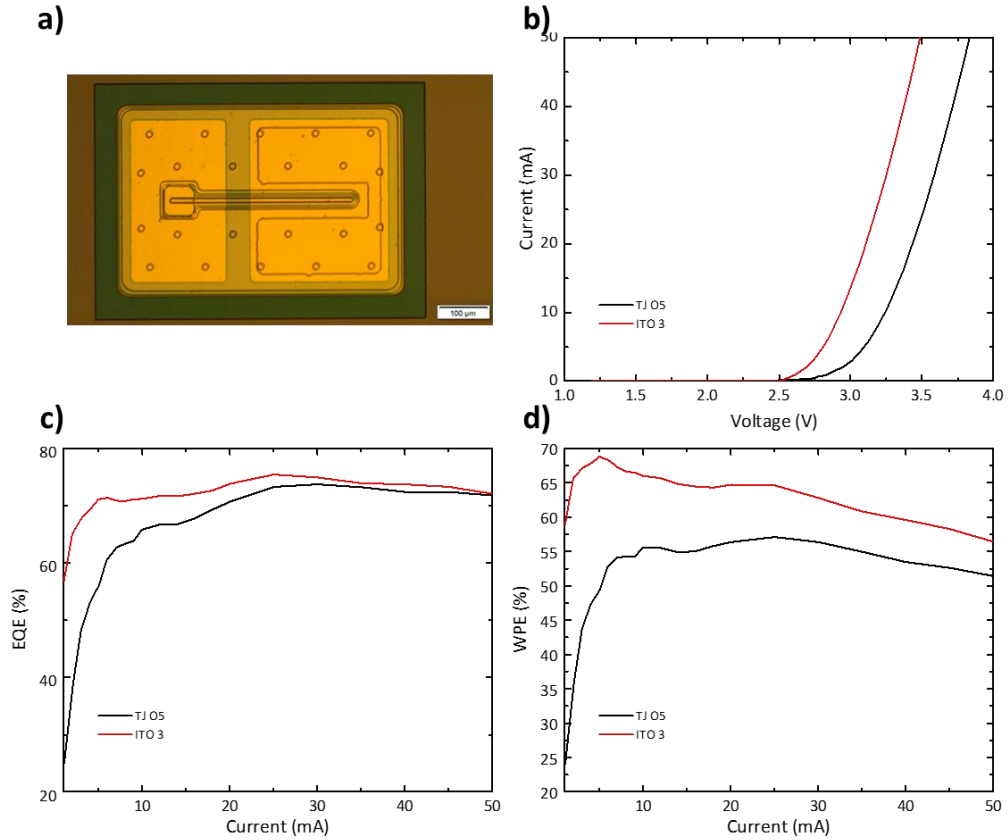 a)
100 μm
b)
50
40
30
20
10
0
Current (mA)
TJ O5
ITO 3
1.0 1.5 2.0 2.5 3.0 3.5 4.0
Voltage (V)
c)
80
60
40
20
EQE (%)
TJ O5
ITO 3
10 20 30 40 50
Current (mA)
d)
70
65
60
55
50
45
40
35
30
25
20
WPE (%)
TJ O5
ITO 3
10 20 30 40 50
Current (mA)